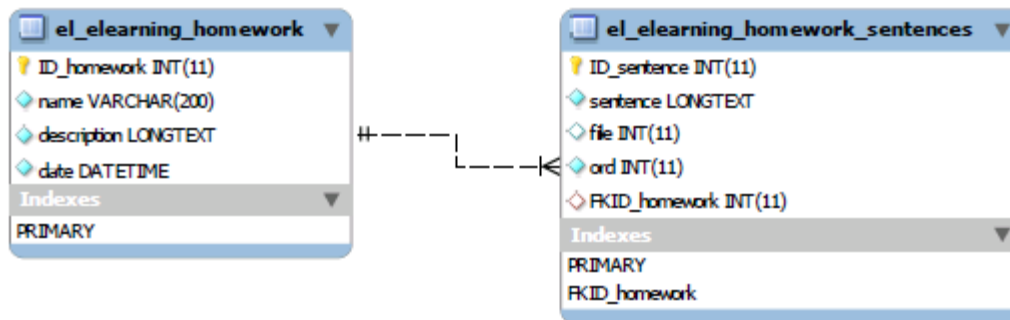 el_elearning_homework
ID_homework INT(11)
name VARCHAR(200)
description LONGTEXT
date DATETIME
Indexes
PRIMARY
el_elearning_homework_sentences
ID_sentence INT(11)
sentence LONGTEXT
file INT(11)
ord INT(11)
FKID_homework INT(11)
Indexes
PRIMARY
FKID_homework